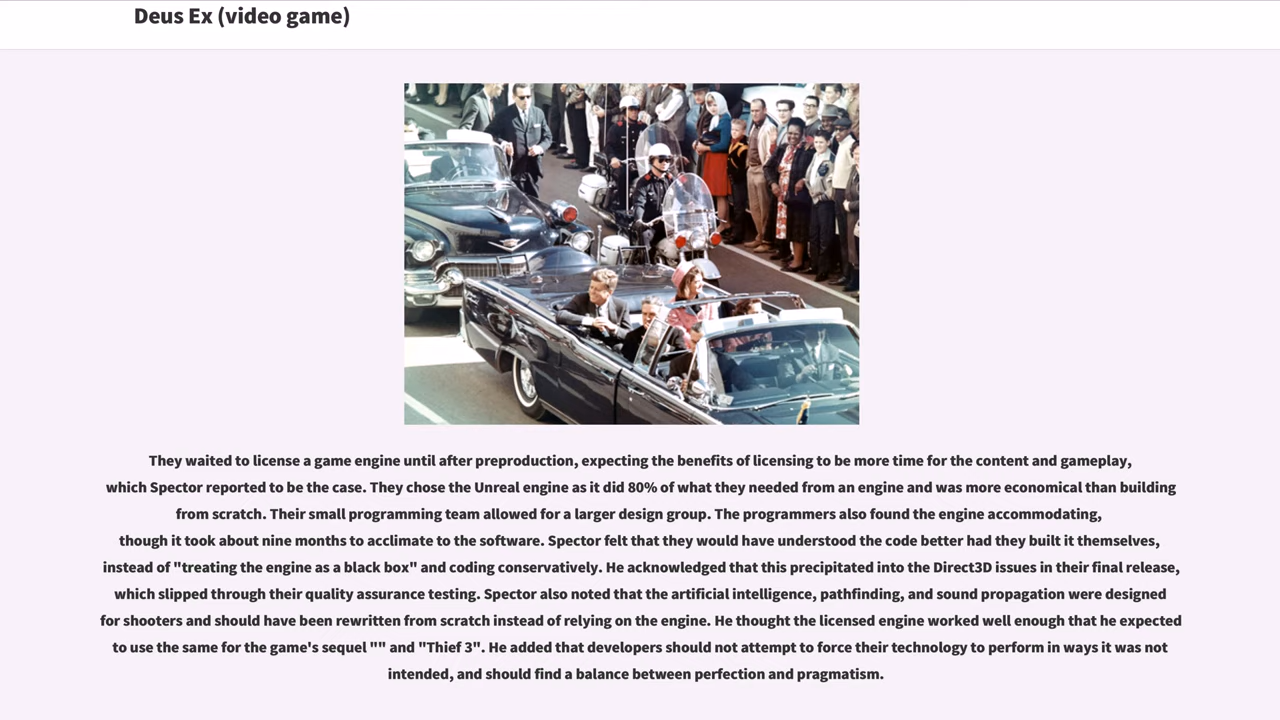 Deus Ex (video game)
They waited to license a game engine until after preproduction, expecting the benefits of licensing to be more time for the content and gameplay,
which Spector reported to be the case. They chose the Unreal engine as it did 80% of what they needed from an engine and was more economical than building
from scratch. Their small programming team allowed for a larger design group. The programmers also found the engine accommodating,
though it took about nine months to acclimate to the software. Spector felt that they would have understood the code better had they built it themselves,
instead of "treating the engine as a black box" and coding conservatively. He acknowledged that this precipitated into the Direct3D issues in their final release,
which slipped through their quality assurance testing. Spector also noted that the artificial intelligence, pathfinding, and sound propagation were designed
for shooters and should have been rewritten from scratch instead of relying on the engine. He thought the licensed engine worked well enough that he expected
to use the same for the game's sequel "" and "Thief 3". He added that developers should not attempt to force their technology to perform in ways it was not
intended, and should find a balance between perfection and pragmatism.